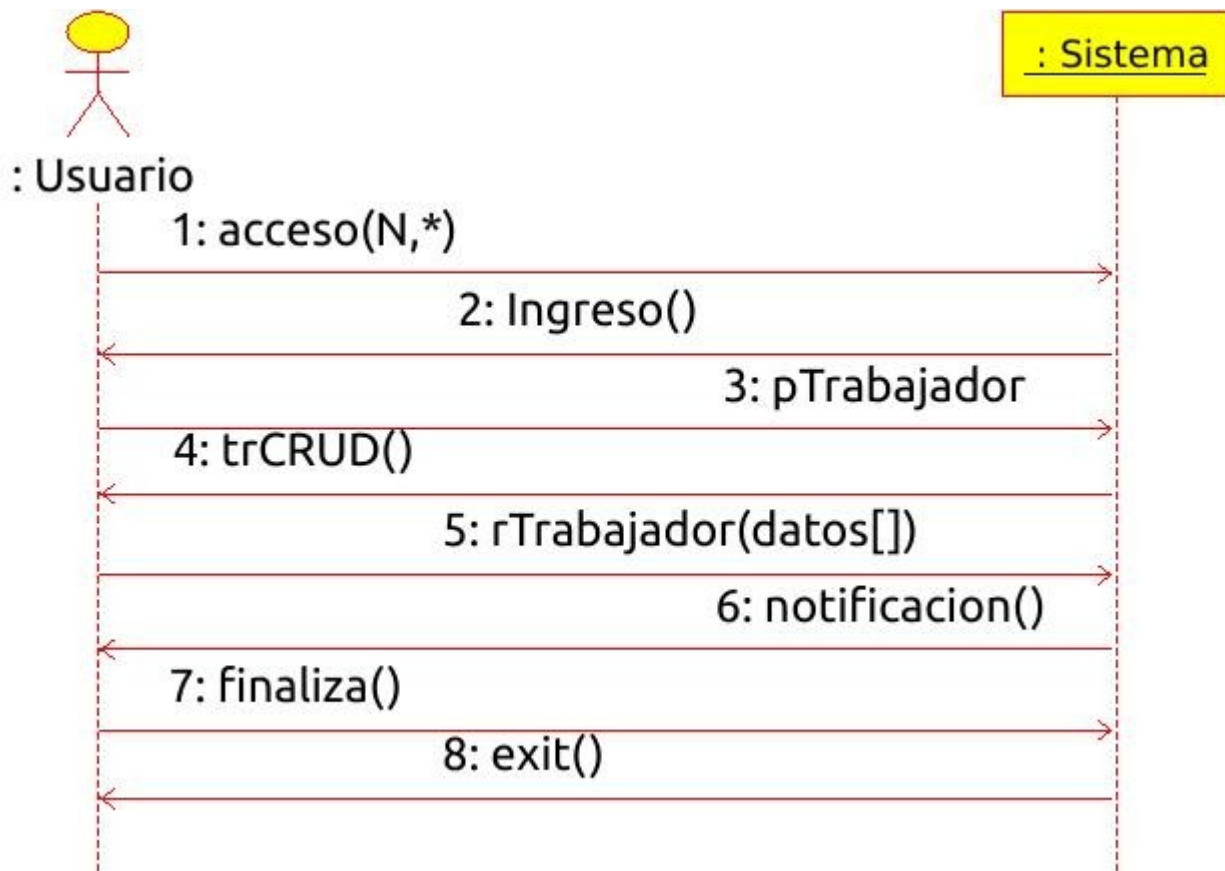 : Sistema
: Usuario
1: acceso(N,*)
2: Ingreso()
3: pTrabajador
4: trCRUD()
5: rTrabajador(datos[])
6: notificacion()
7: finaliza()
8: exit()